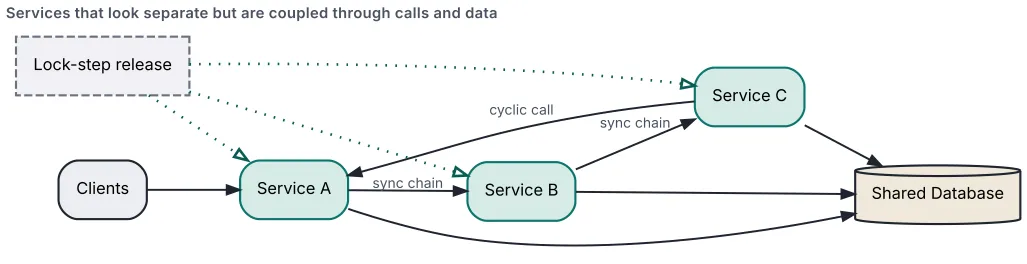 Services that look separate but are coupled through calls and data
Lock-step release
Service C
cyclic call
sync chain
Clients
Service A
sync chain
Service B
Shared Database